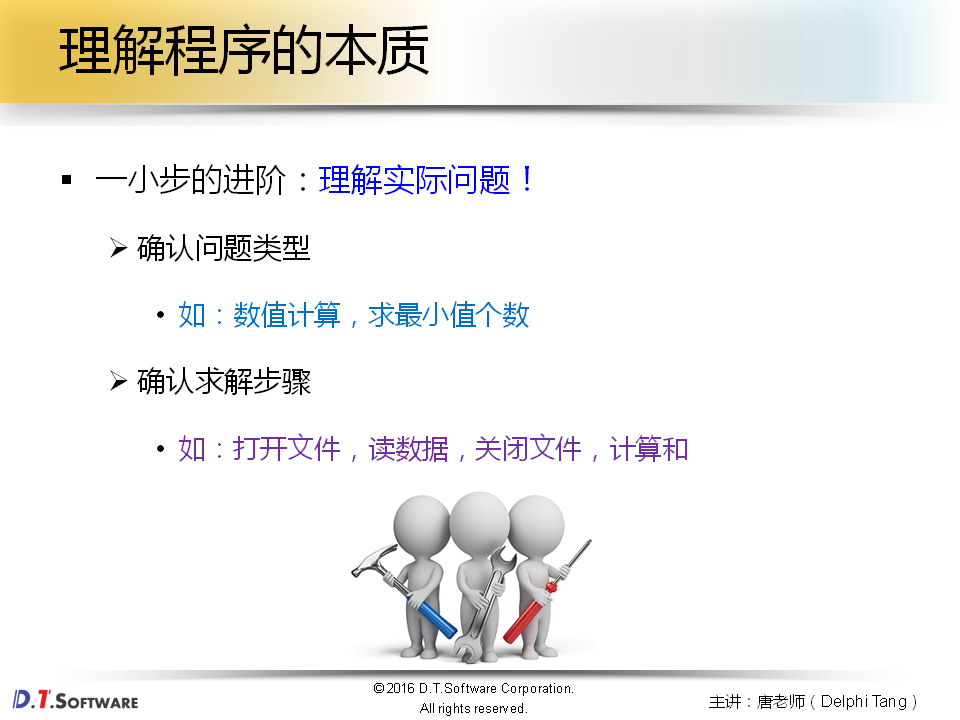 理解程序的本质
一小步的进阶：理解实际问题！
确认问题类型
如：数值计算，求最小值个数
确认求解步骤
如：打开文件，读数据，关闭文件，计算和
D.T.SOFTWARE
©2016 D.T.Software Corporation.
All rights reserved.
主讲：唐老师（Delphi Tang）